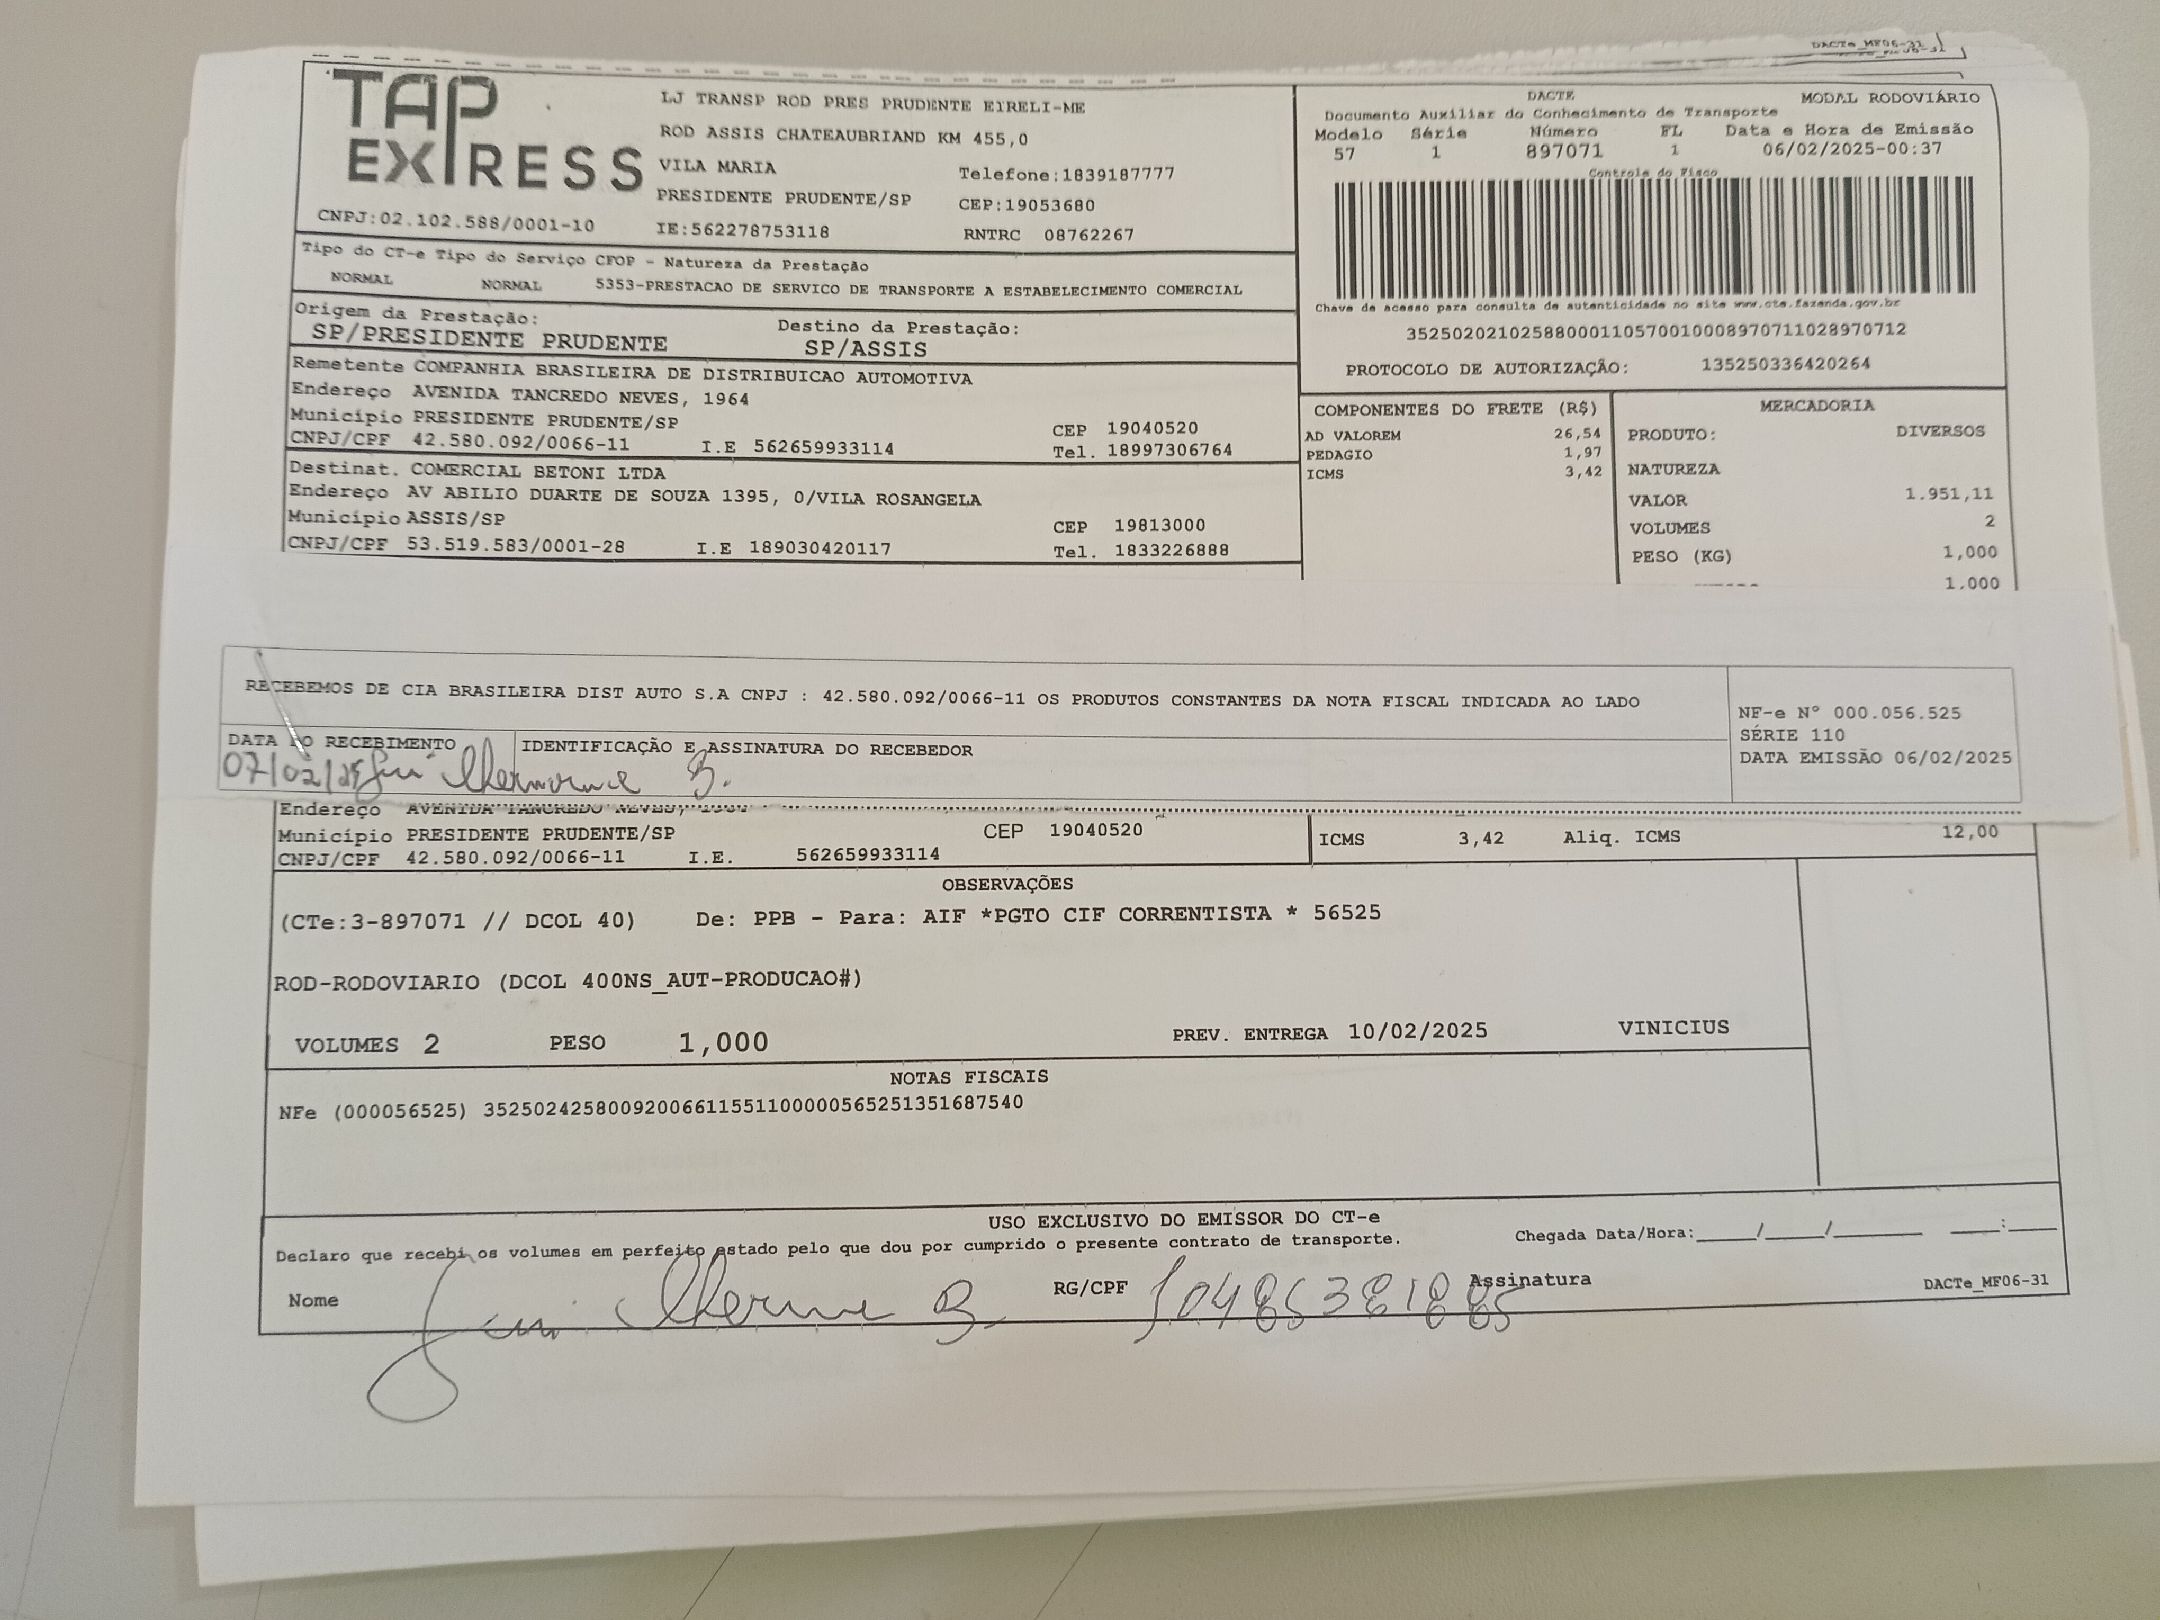 DACTe_MF06-31
TAP
EXPRESS
CNPJ:02.102.588/0001-10
LJ TRANSP ROD PRES PRUDENTE EIRELI-ME
ROD ASSIS CHATEAUBRIAND KM 455,0
VILA MARIA
Telefone:1839187777
PRESIDENTE PRUDENTE/SP
CEP:19053680
IE:562278753118
RNTRC 08762267
DACTE
MODAL RODOVIÁRIO
Documento Auxiliar do Conhecimento de Transporte
Modelo Série Número FL Data e Hora de Emissão
57 1 897071 1 06/02/2025-00:37
Controle do Fisco
Chave de acesso para consulta de autenticidade no site www.cte.fazenda.gov.br
35250202102588000110570010008970711028970712
PROTOCOLO DE AUTORIZAÇÃO: 135250336420264
Tipo do CT-e Tipo do Serviço CFOP - Natureza da Prestação
NORMAL NORMAL 5353-PRESTACAO DE SERVICO DE TRANSPORTE A ESTABELECIMENTO COMERCIAL
Origem da Prestação: Destino da Prestação:
SP/PRESIDENTE PRUDENTE SP/ASSIS
Remetente COMPANHIA BRASILEIRA DE DISTRIBUICAO AUTOMOTIVA
Endereço AVENIDA TANCREDO NEVES, 1964
Município PRESIDENTE PRUDENTE/SP CEP 19040520
CNPJ/CPF 42.580.092/0066-11 I.E 562659933114 Tel. 18997306764
Destinat. COMERCIAL BETONI LTDA
Endereço AV ABILIO DUARTE DE SOUZA 1395, 0/VILA ROSANGELA
Município ASSIS/SP CEP 19813000
CNPJ/CPF 53.519.583/0001-28 I.E 189030420117 Tel. 1833226888
COMPONENTES DO FRETE (R$)
AD VALOREM 26,54
PEDAGIO 1,97
ICMS 3,42
MERCADORIA
PRODUTO: DIVERSOS
NATUREZA
VALOR 1.951,11
VOLUMES 2
PESO (KG) 1,000
1.000
RECEBEMOS DE CIA BRASILEIRA DIST AUTO S.A CNPJ : 42.580.092/0066-11 OS PRODUTOS CONSTANTES DA NOTA FISCAL INDICADA AO LADO
NF-e Nº 000.056.525
SÉRIE 110
DATA EMISSÃO 06/02/2025
DATA DO RECEBIMENTO IDENTIFICAÇÃO E ASSINATURA DO RECEBEDOR
07/02/25 Guilherme B.
Endereço AVENIDA TANCREDO NEVES,
Município PRESIDENTE PRUDENTE/SP CEP 19040520
CNPJ/CPF 42.580.092/0066-11 I.E. 562659933114
ICMS 3,42 Aliq. ICMS 12,00
OBSERVAÇÕES
(CTe:3-897071 // DCOL 40) De: PPB - Para: AIF *PGTO CIF CORRENTISTA * 56525
ROD-RODOVIARIO (DCOL 400NS_AUT-PRODUCAO#)
VOLUMES 2 PESO 1,000 PREV. ENTREGA 10/02/2025 VINICIUS
NOTAS FISCAIS
NFe (000056525) 35250242580092006611551100000565251351687540
USO EXCLUSIVO DO EMISSOR DO CT-e
Declaro que recebi os volumes em perfeito estado pelo que dou por cumprido o presente contrato de transporte.
Chegada Data/Hora:____/____/______ ___:___
Nome Guilherme B. RG/CPF Assinatura
DACTe_MF06-31